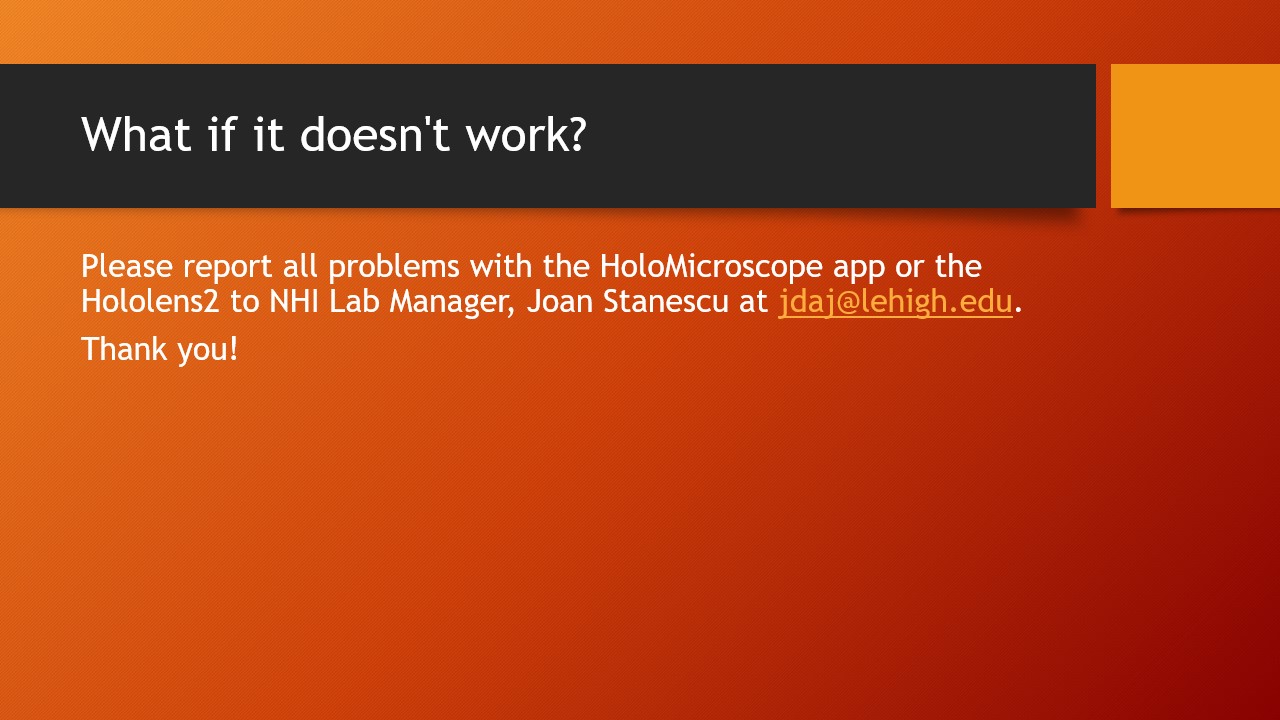 What if it doesn't work?
Please report all problems with the HoloMicroscope app or the
Hololens2 to NHI Lab Manager, Joan Stanescu at jdaj@lehigh.edu.
Thank you!